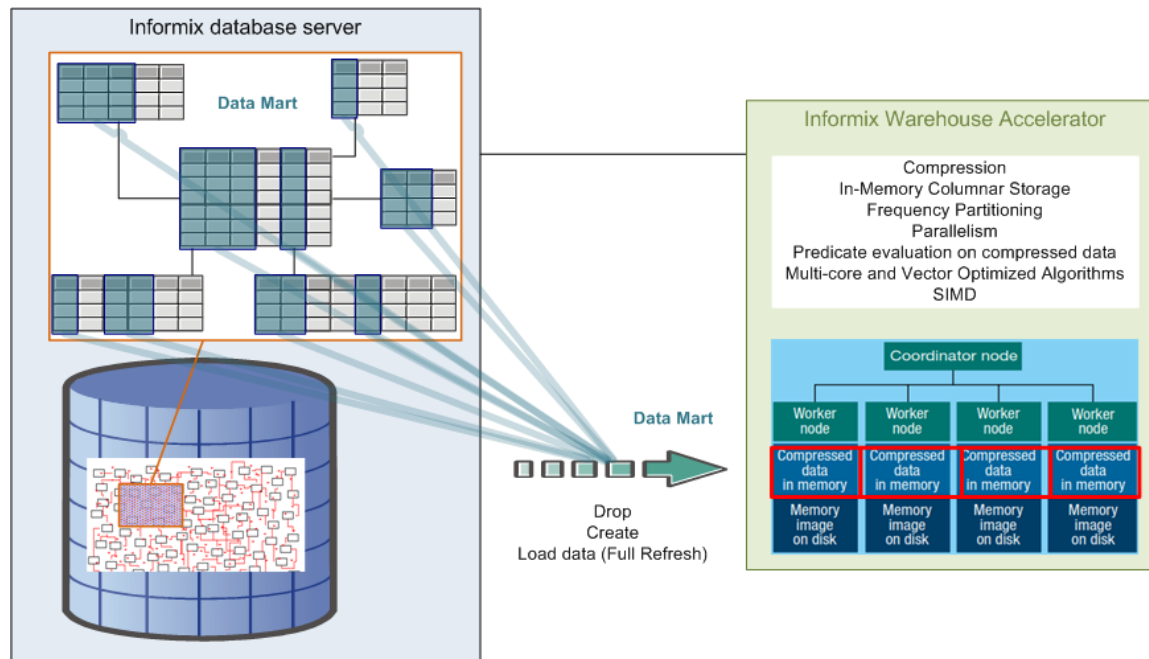 Informix database server
Data Mart
Informix Warehouse Accelerator
Compression
In-Memory Columnar Storage
Frequency Partitioning
Parallelism
Predicate evaluation on compressed data
Multi-core and Vector Optimized Algorithms
SIMD
Data Mart
Drop
Create
Load data (Full Refresh)
Coordinator node
Worker
node
Worker
node
Worker
node
Worker
node
Compressed
data
in memory
Compressed
data
in memory
Compressed
data
in memory
Compressed
data
in memory
Memory
image
on disk
Memory
image
on disk
Memory
image
on disk
Memory
image
on disk